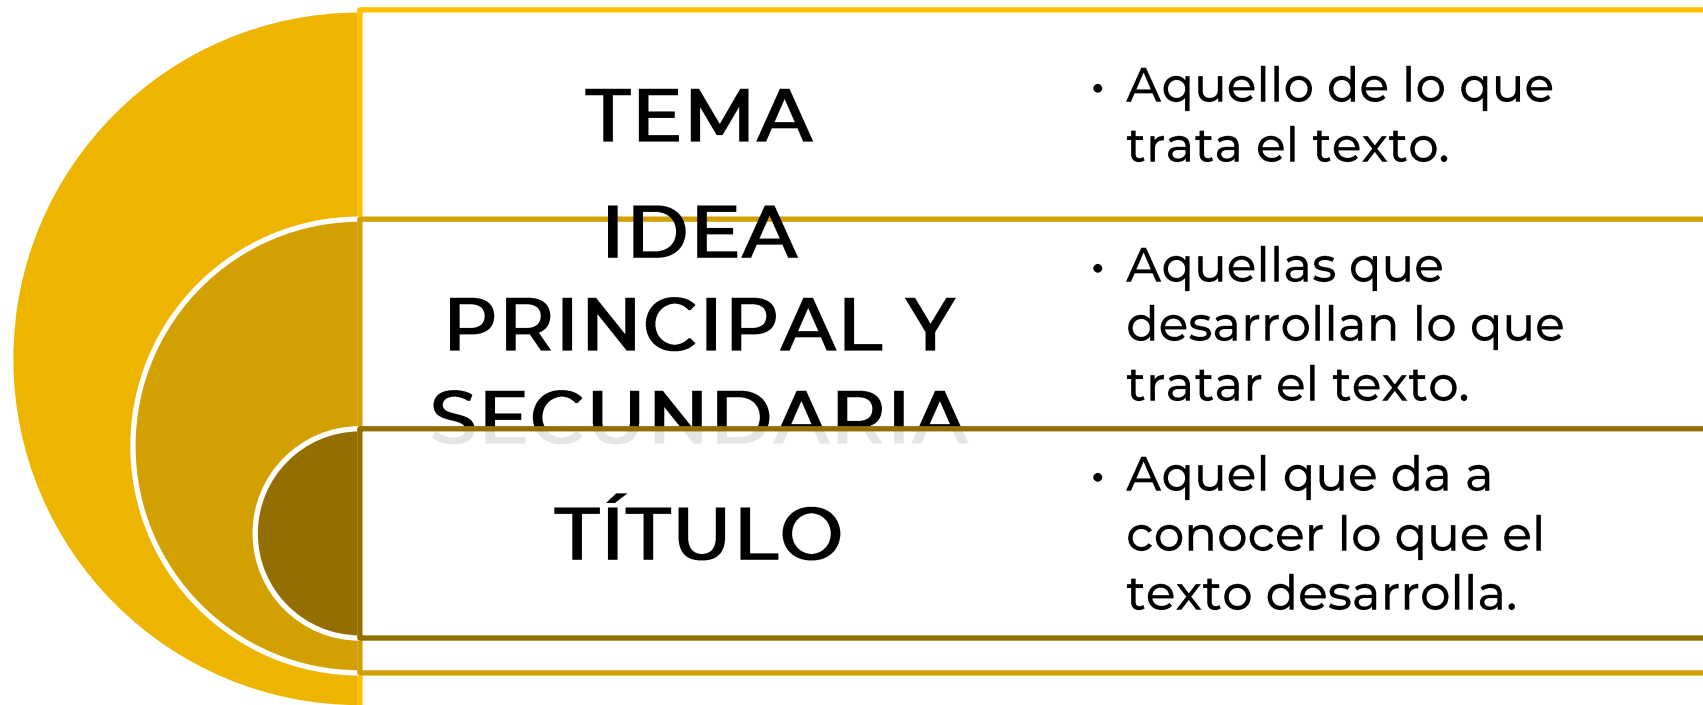 TEMA
• Aquello de lo que
trata el texto.
IDEA
PRINCIPAL Y
SECUNDARIA
• Aquellas que
desarrollan lo que
tratar el texto.
TÍTULO
• Aquel que da a
conocer lo que el
texto desarrolla.